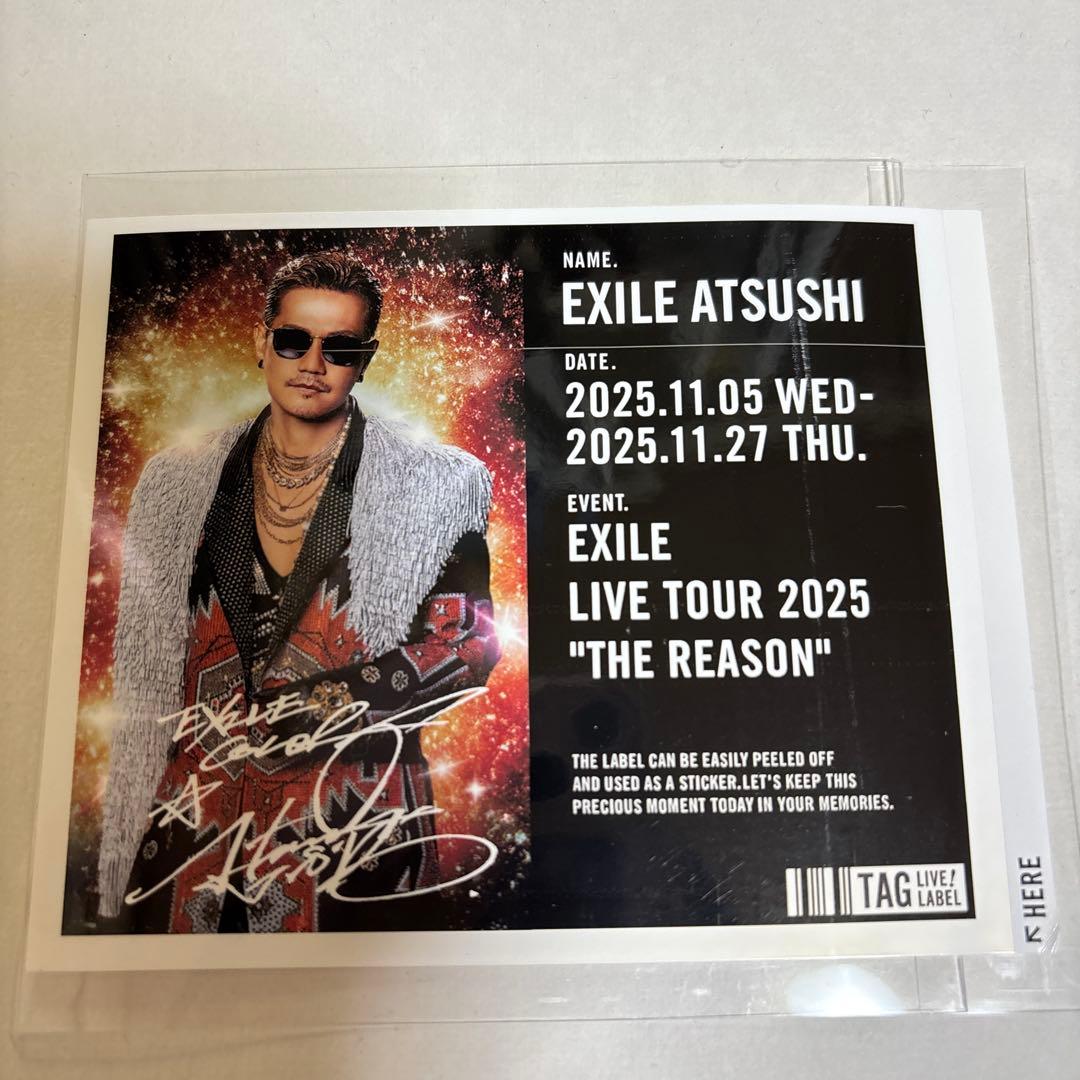 NAME.
EXILE ATSUSHI
DATE.
2025.11.05 WED-
2025.11.27 THU.
EVENT.
EXILE
LIVE TOUR 2025
"THE REASON"
THE LABEL CAN BE EASILY PEELED OFF
AND USED AS A STICKER.LET'S KEEP THIS
PRECIOUS MOMENT TODAY IN YOUR MEMORIES.
TAG LIVE! LABEL
HERE
EXILE